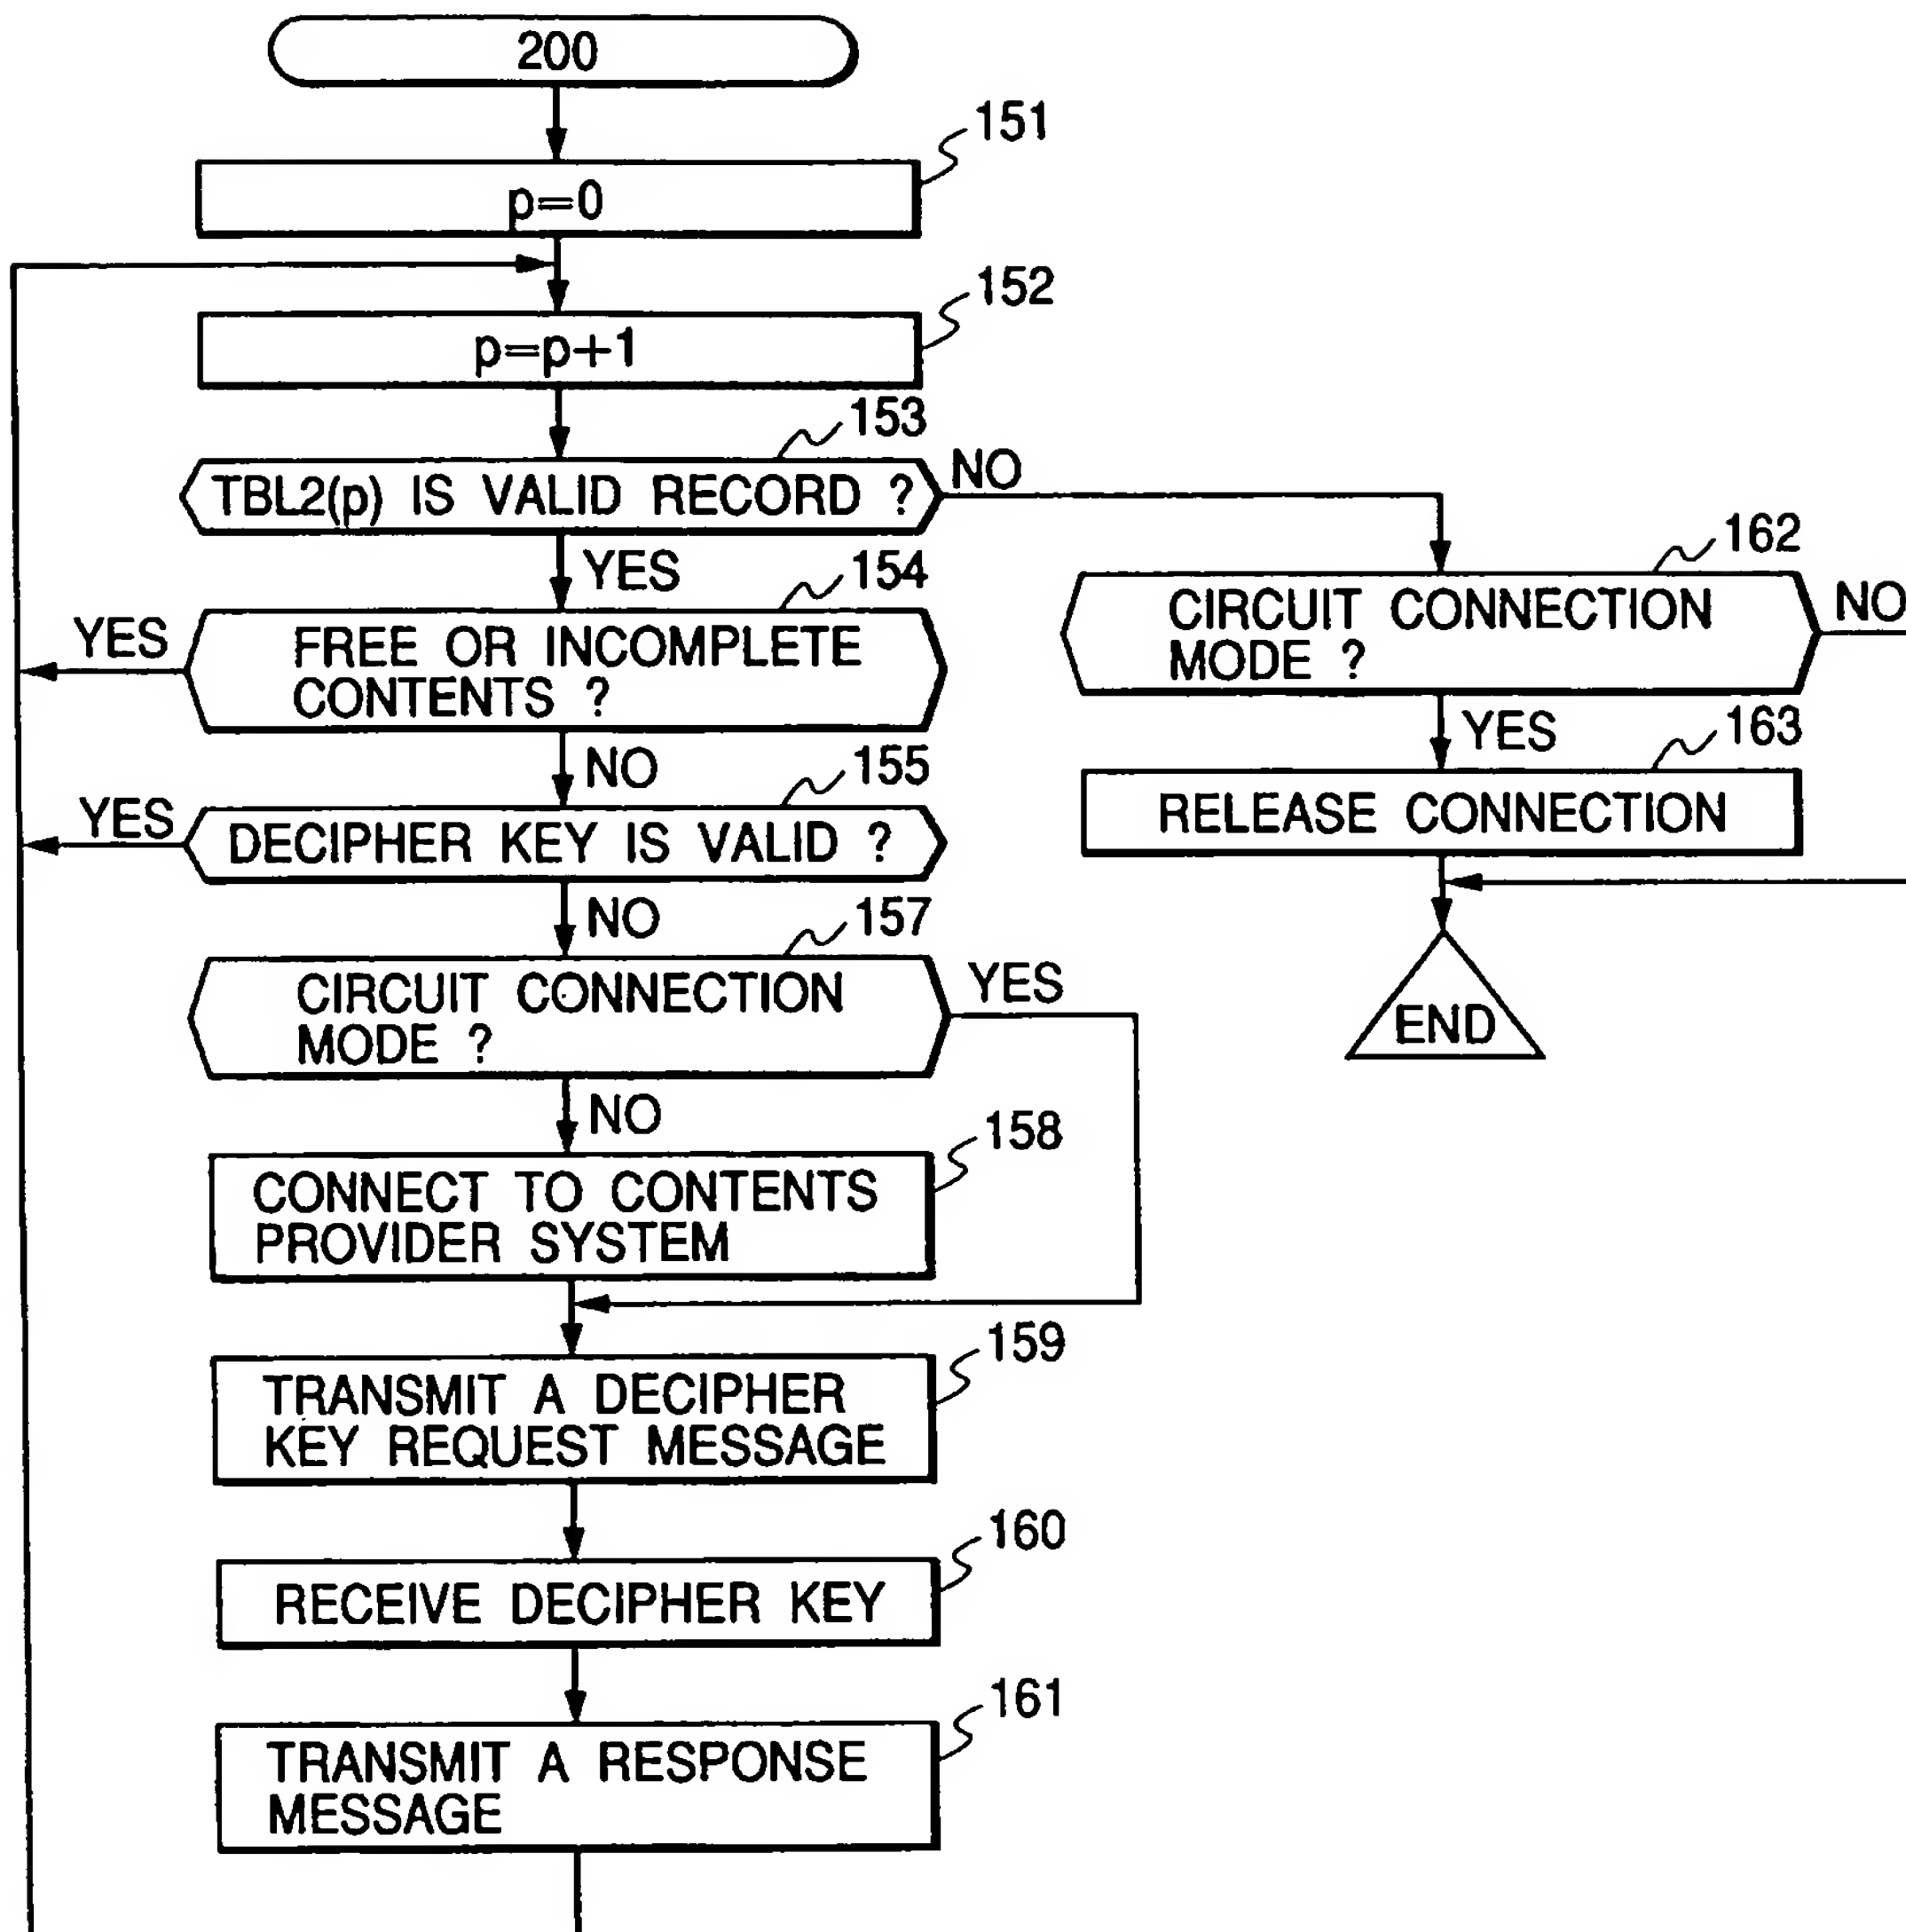 200
151
p=0
152
p=p+1
153
TBL2(p) IS VALID RECORD ?
NO
YES
154
YES
FREE OR INCOMPLETE
CONTENTS ?
NO
155
YES
DECIPHER KEY IS VALID ?
NO
157
CIRCUIT CONNECTION
MODE ?
YES
NO
158
CONNECT TO CONTENTS
PROVIDER SYSTEM
159
TRANSMIT A DECIPHER
KEY REQUEST MESSAGE
160
RECEIVE DECIPHER KEY
161
TRANSMIT A RESPONSE
MESSAGE
162
CIRCUIT CONNECTION
MODE ?
NO
YES
163
RELEASE CONNECTION
END